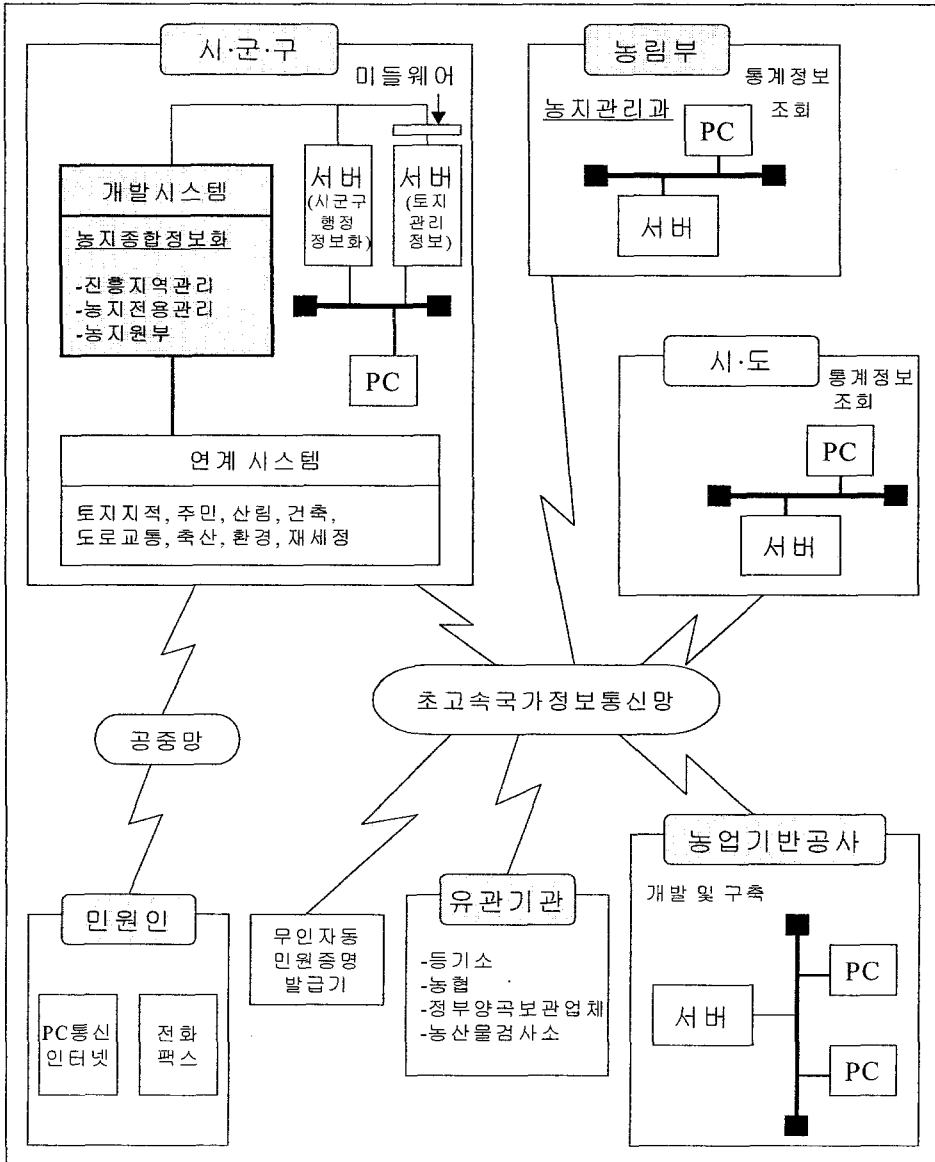 시·군·구
미들웨어
서버
(시군구
행정
정보화)
서버
(토지
관리
정보)
개발시스템
농지종합정보화
-진흥지역관리
-농지전용관리
-농지원부
PC
연계 시스템
토지지적, 주민, 산림, 건축,
도로교통, 축산, 환경, 재세정
농림부
통계정보
조회
농지관리과
PC
서버
시·도
통계정보
조회
PC
서버
초고속국가정보통신망
공중망
민원인
PC통신
인터넷
전화
팩스
무인자동
민원증명
발급기
유관기관
-등기소
-농협
-정부양곡보관업체
-농산물검사소
농업기반공사
개발 및 구축
서버
PC
PC